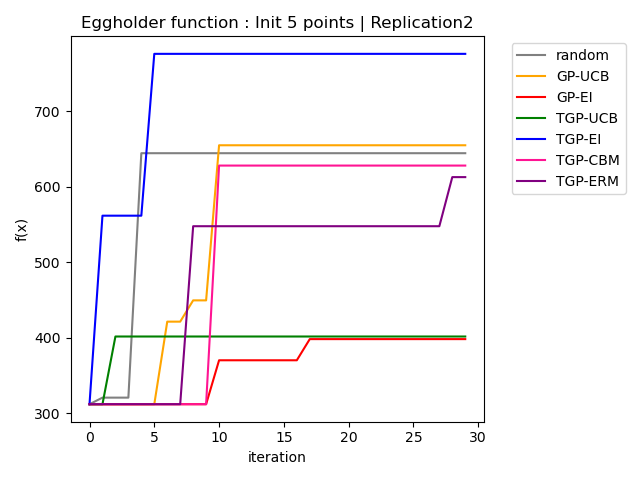 Eggholder function : Init 5 points | Replication2
random
GP-UCB
GP-EI
TGP-UCB
TGP-EI
TGP-CBM
TGP-ERM
f(x)
700
600
500
400
300
0 5 10 15 20 25 30
iteration